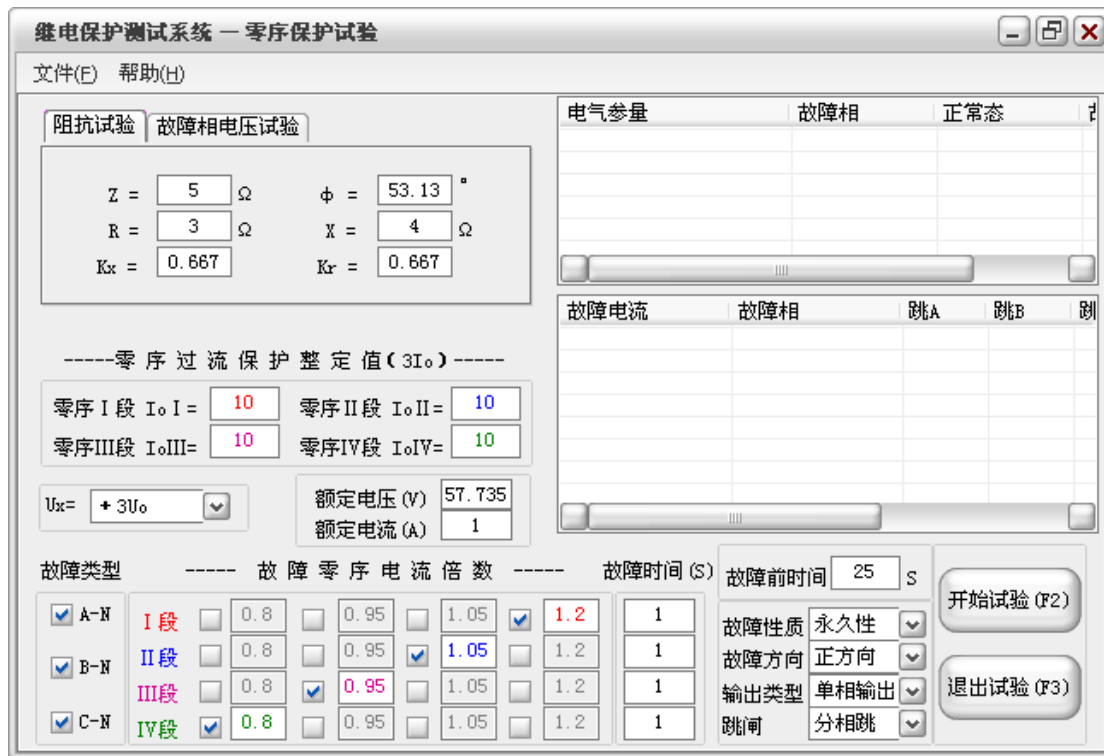 继电保护测试系统 — 零序保护试验
文件(F) 帮助(H)
阻抗试验 故障相电压试验
Z = 5 Ω ф = 53.13 °
R = 3 Ω X = 4 Ω
Kx = 0.667 Kr = 0.667
-----零序过流保护整定值(3Io)-----
零序I段 IoI= 10 零序II段 IoII= 10
零序III段 IoIII= 10 零序IV段 IoIV= 10
Ux= +3Uo
额定电压(V) 57.735
额定电流(A) 1
电气参量 故障相 正常态
故障电流 故障相 跳A 跳B 跳
故障类型 ----- 故障零序电流倍数 ----- 故障时间(S)
A-N
B-N
C-N
I段 0.8 0.95 1.05 1.2 1
II段 0.8 0.95 1.05 1.2 1
III段 0.8 0.95 1.05 1.2 1
IV段 0.8 0.95 1.05 1.2 1
故障前时间 25 S
故障性质 永久性
故障方向 正方向
输出类型 单相输出
跳闸 分相跳
开始试验(F2)
退出试验(F3)